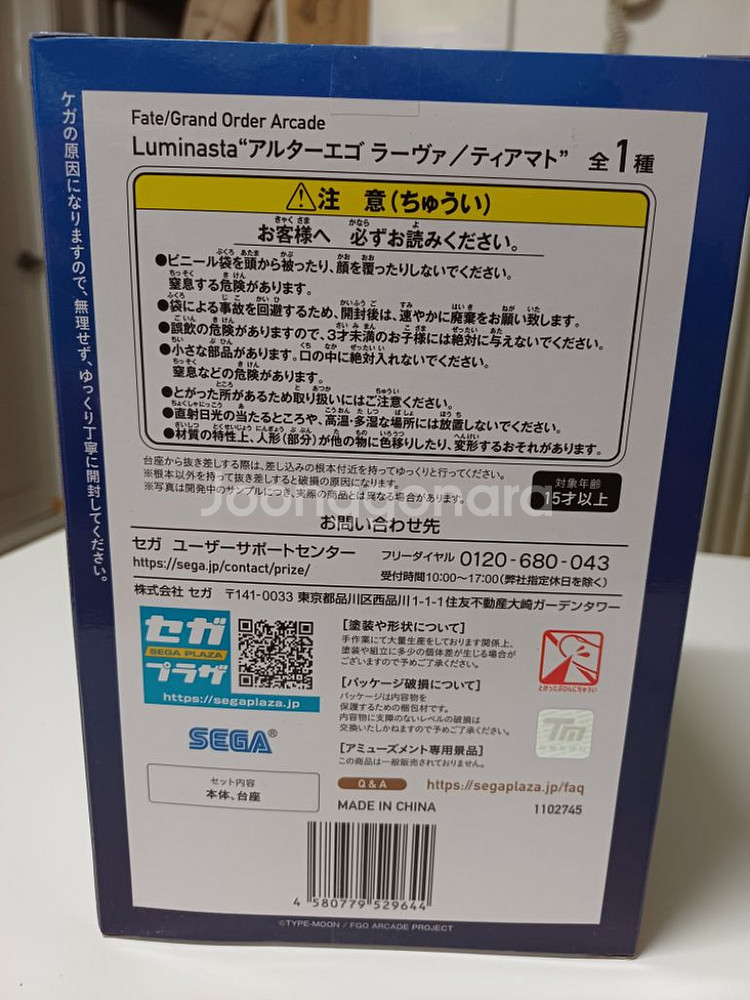 ケガの原因になりますので、無理せず、ゆっくり丁寧に開封してください。
Fate/Grand Order Arcade
Luminasta“アルターエゴ ラーヴァ／ティアマト” 全1種
注 意(ちゅうい)
お客様へ 必ずお読みください。
●ビニール袋を頭から被ったり、顔を覆ったりしないでください。
窒息する危険があります。
●袋による事故を回避するため、開封後は、速やかに廃棄をお願い致します。
●誤飲の危険がありますので、3才未満のお子様には絶対に与えないでください。
●小さな部品があります。口の中に絶対入れないでください。
窒息などの危険があります。
●とがった所があるため取り扱いにはご注意ください。
●直射日光の当たるところや、高温・多湿な場所には放置しないでください。
●材質の特性上、人形(部分)が他の物に色移りしたり、変形するおそれがあります。
台座から抜き差しする際は、差し込みの根本付近を持ってゆっくりと行ってください。
※根本以外を持って抜き差しすると破損の原因になります。
※写真は開発中のサンプルにつき、実際の商品とは異なる場合があります。
対象年齢
15才以上
Joonggonara
お問い合わせ先
セガ ユーザーサポートセンター フリーダイヤル 0120-680-043
https://sega.jp/contact/prize/ 受付時間10:00～17:00(弊社指定休日を除く)
株式会社 セガ 〒141-0033 東京都品川区西品川1-1-1住友不動産大崎ガーデンタワー
セガ
SEGA PLAZA
プラザ
https://segaplaza.jp
SEGA®
セット内容
本体、台座
【塗装や形状について】
手作業にて大量生産をしております関係上、
塗装や組立に多少の個体差が生じる場合が
ございますので予めご了承ください。
【パッケージ破損について】
パッケージは内容物を
保護するための梱包材です。
内容物に支障のないレベルの破損は
交換いたしかねますので予めご了承ください。
【アミューズメント専用景品】
この商品は一般販売されておりません。
とがったぶひんにちゅうい
TM
Q & A https://segaplaza.jp/faq
MADE IN CHINA 1102745
4 580779 529644
©TYPE-MOON / FGO ARCADE PROJECT